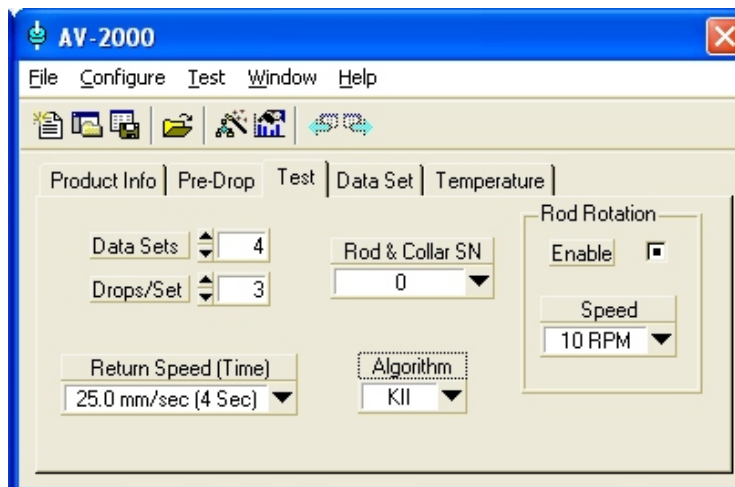 AV-2000
File Configure Test Window Help
Product Info Pre-Drop Test Data Set Temperature
Rod Rotation
Data Sets 4
Rod & Collar SN
Enable
0
Drops/Set 3
Speed
10 RPM
Return Speed (Time)
Algorithm
25.0 mm/sec (4 Sec)
KII